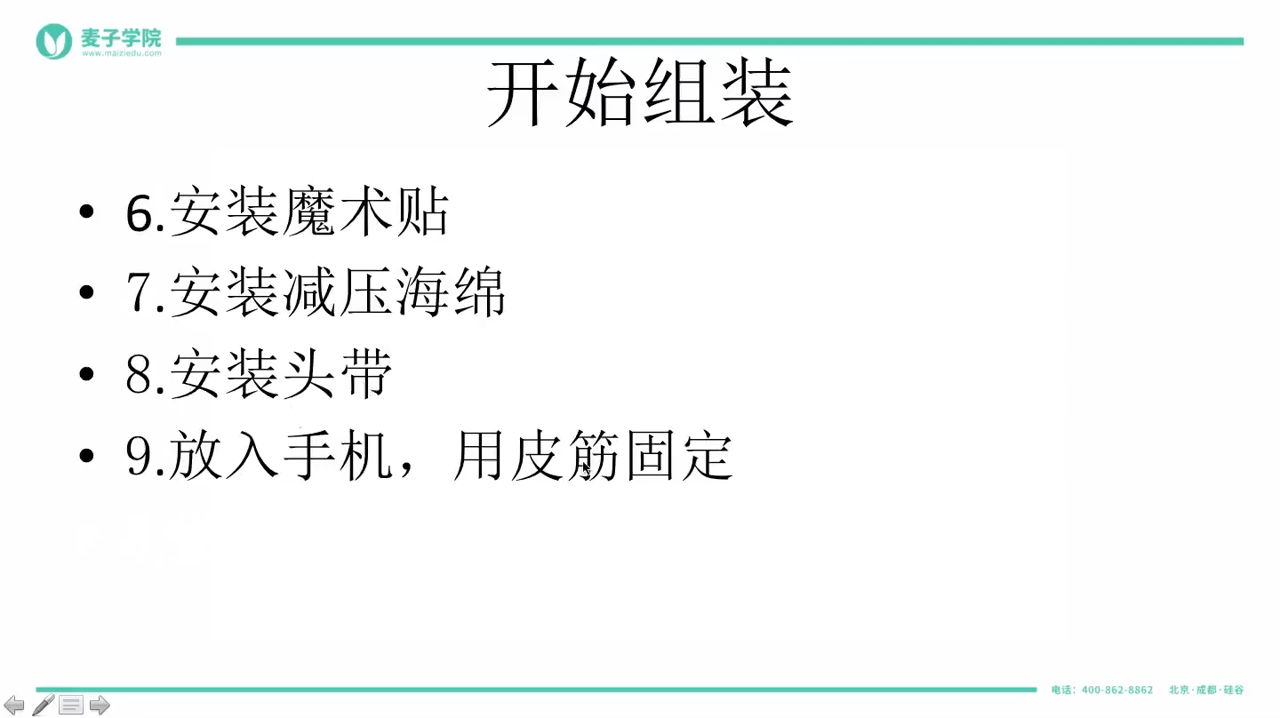 麦子学院
www.maiziedu.com
开始组装
• 6.安装魔术贴
• 7.安装减压海绵
• 8.安装头带
• 9.放入手机，用皮筋固定
电话：400-862-8862 北京·成都·硅谷